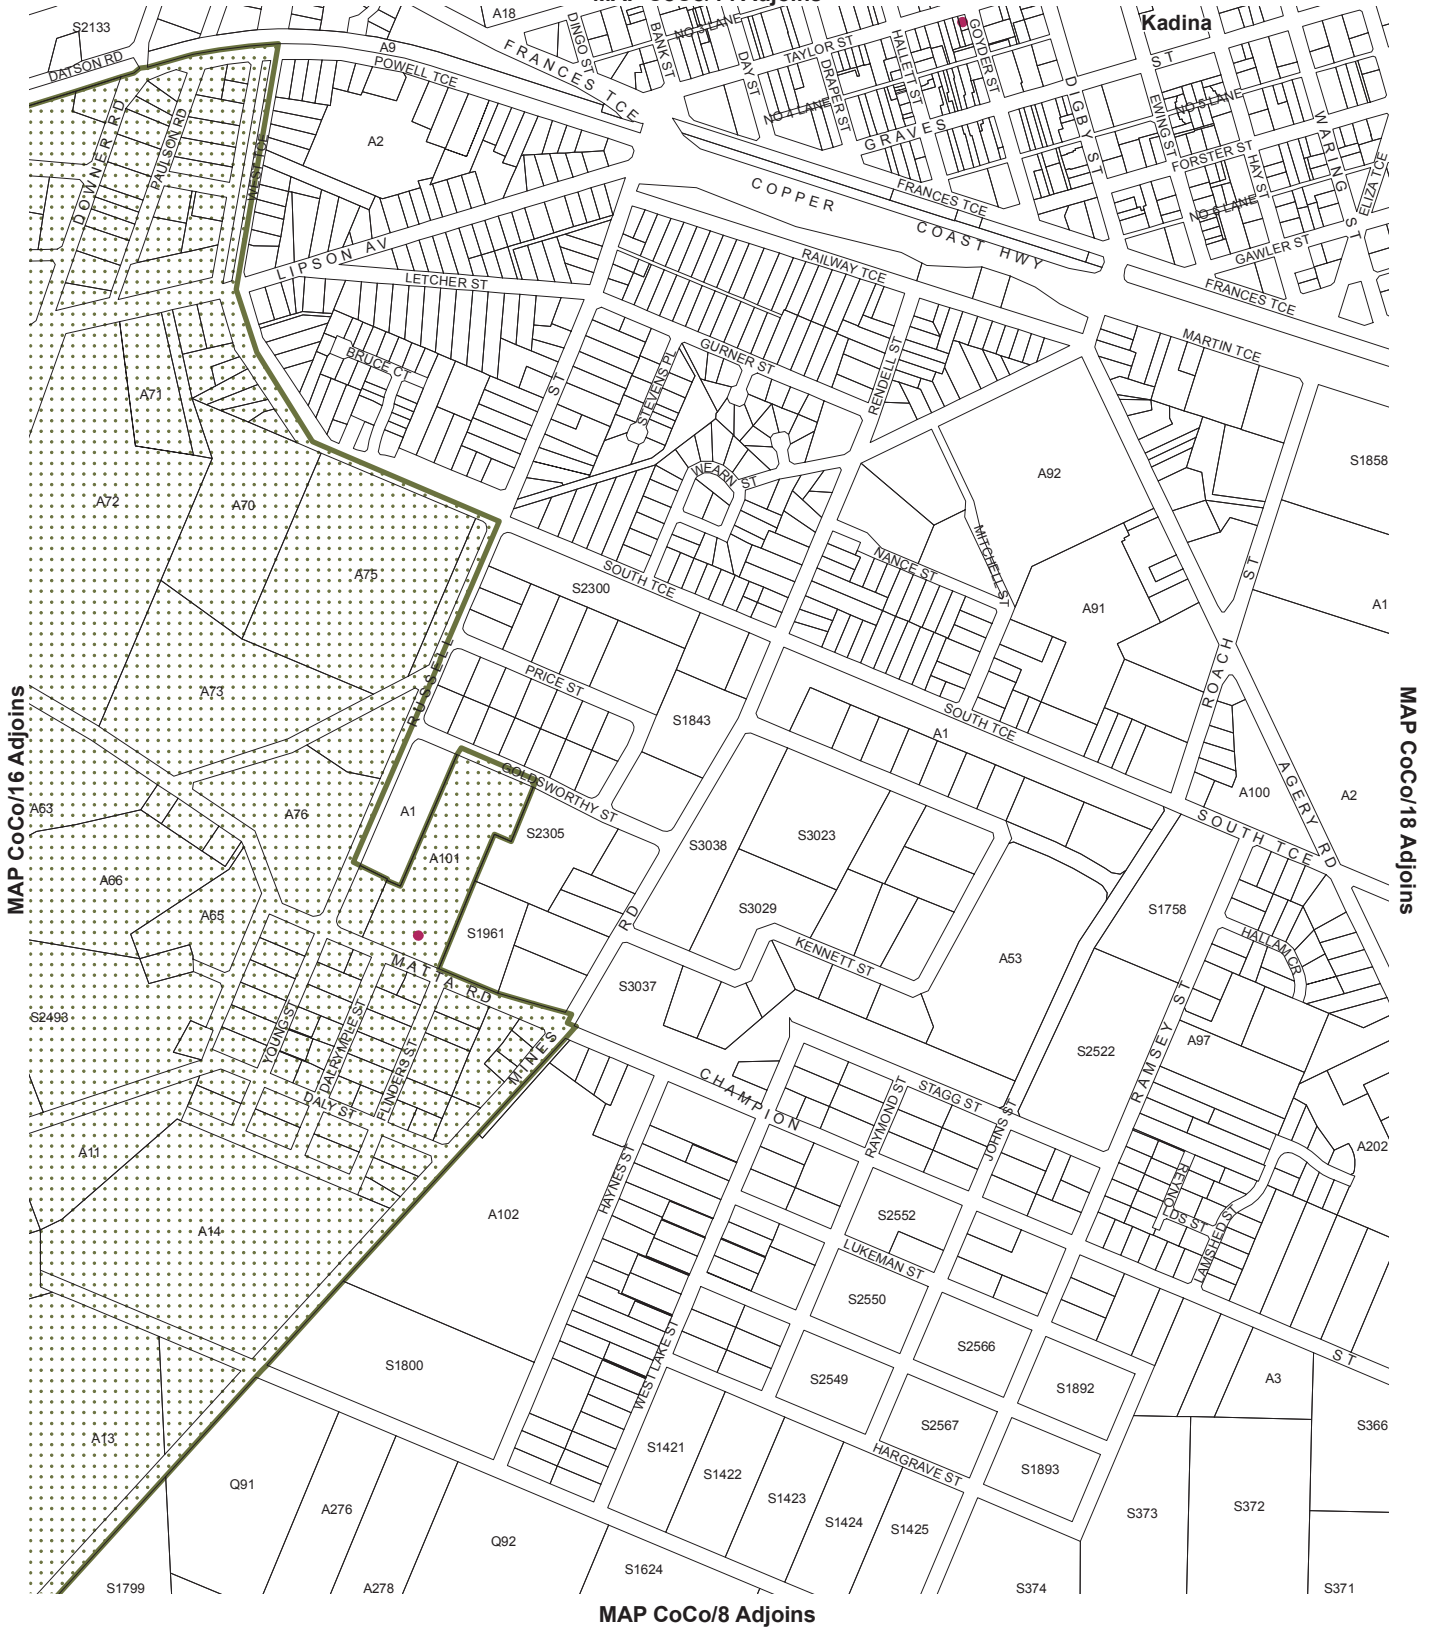 Kadina
S2133
A18
A9
DATSON RD
POWELL TCE
FRANCES TCE
DINGO ST
BANK ST
NO 3 LANE
DAY ST
TAYLOR ST
DRAPER ST
NO 4 LANE
HALLETT ST
GOYDER ST
GRAVES
ST
DIGBY ST
EWING ST
NO 5 LANE
FORSTER ST
HAY ST
WARING ST
ELIZA TCE
NO 6 LANE
GAWLER ST
FRANCES TCE
FRANCES TCE
COPPER
COAST HWY
DOWNER RD
PAULSON RD
WEST TCE
A2
LIPSON AV
LETCHER ST
RAILWAY TCE
MARTIN TCE
BRUCE CT
ST
STEVENS PL
GURNER ST
RENDELL ST
WEARN ST
A71
A72
A70
A75
A73
A92
S1858
MITCHELL ST
NANCE ST
SOUTH TCE
S2300
A91
A1
ST
ROACH
RUSSELL
PRICE ST
S1843
SOUTH TCE
A1
GOLDSWORTHY ST
A63
A76
A1
A101
S2305
S3038
S3023
A100
AGERY RD
A2
SOUTH TCE
MAP CoCo/16 Adjoins
MAP CoCo/18 Adjoins
A66
A65
S1961
RD
S3029
KENNETT ST
A53
S1758
HALLAM CR
MATTA RD
S3037
S2493
YOUNG ST
DALRYMPLE ST
FLINDERS ST
DALY ST
MINES
CHAMPION
STAGG ST
RAYMOND ST
JOHNS ST
S2522
RAMSEY ST
A97
A202
A11
A14
A102
HAYNES ST
S2552
LUKEMAN ST
S2550
REYNO
LDS ST
LAMSHED ST
S1800
WESTLAKE ST
S2549
S2566
S2567
S1892
ST
A3
S366
A13
Q91
A276
S1421
S1422
S1423
S1424
S1425
HARGRAVE ST
S1893
S373
S372
Q92
S1799
A278
S1624
S374
S371
MAP CoCo/8 Adjoins